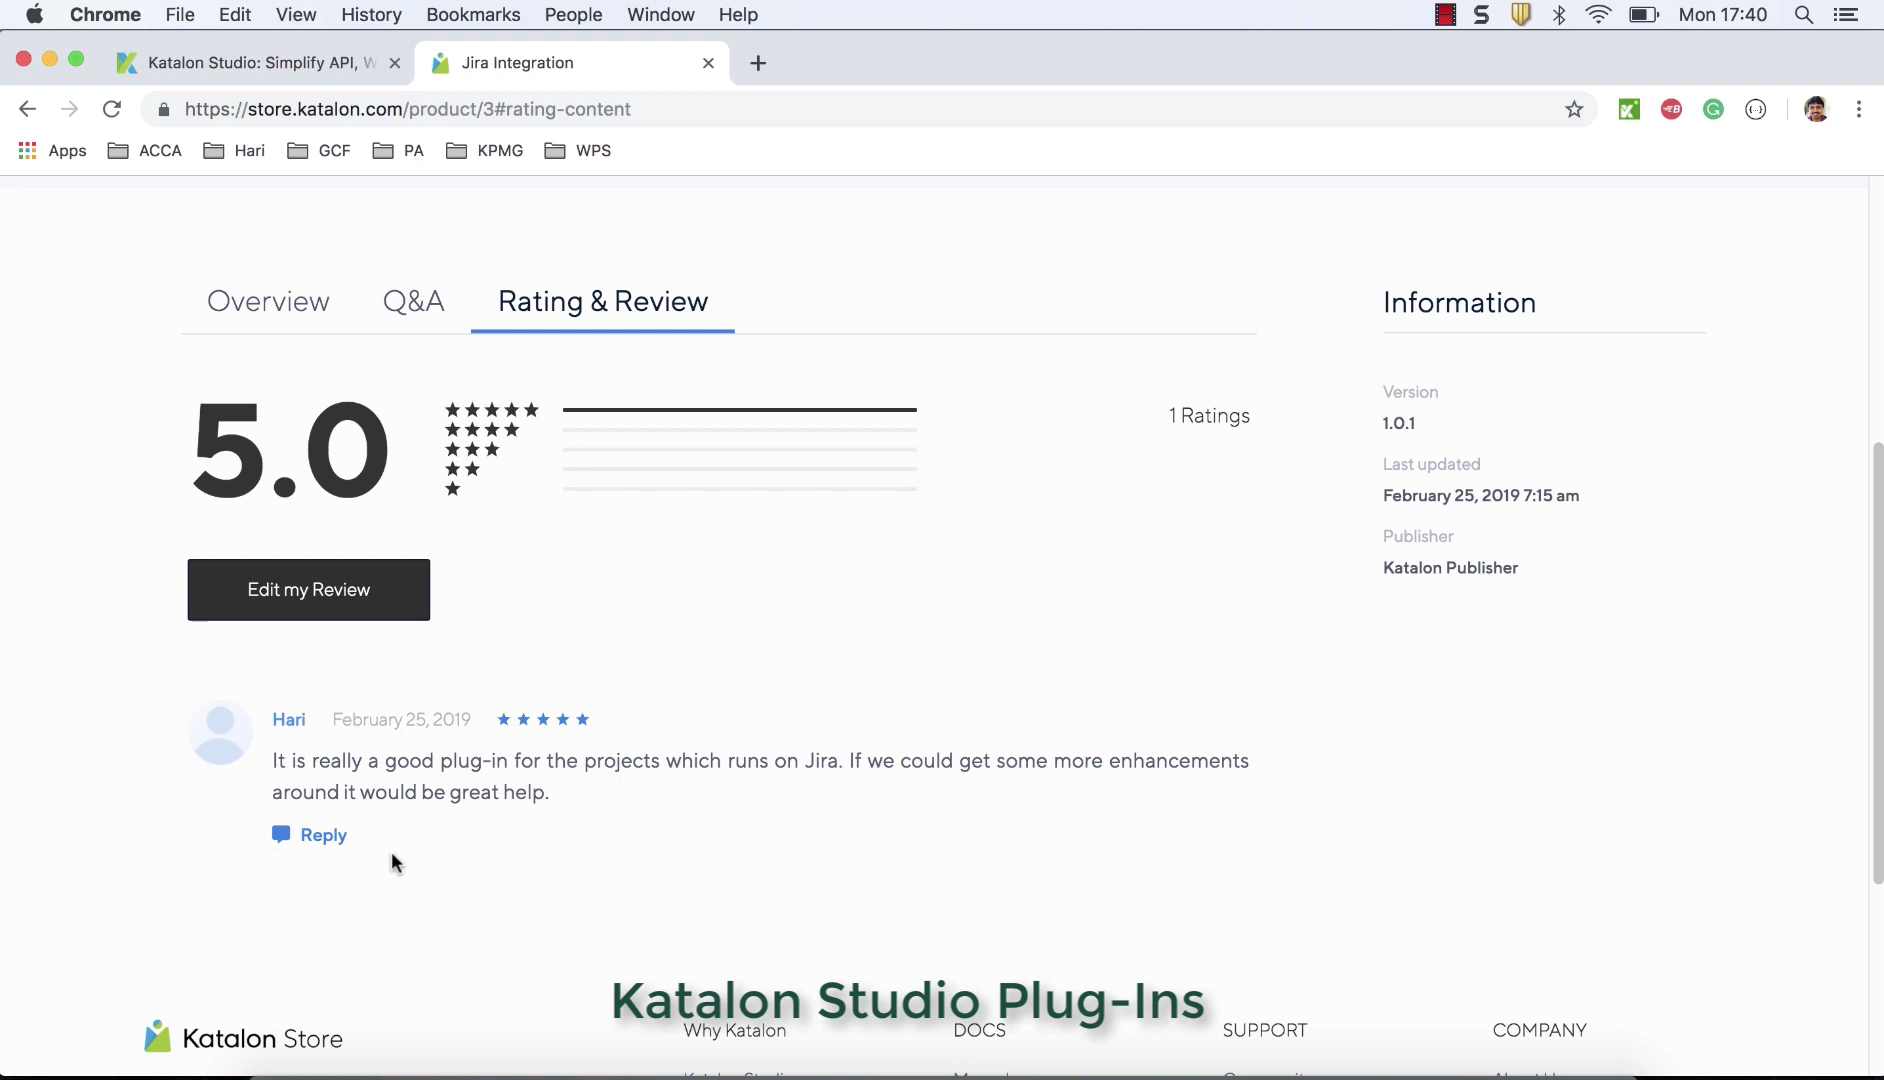 Chrome File Edit View History Bookmarks People Window Help Mon 17:40
Katalon Studio: Simplify API, W
Jira Integration
https://store.katalon.com/product/3#rating-content
Apps ACCA Hari GCF PA KPMG WPS
Overview Q&A Rating & Review
Information
5.0
1 Ratings
Version
1.0.1
Last updated
February 25, 2019 7:15 am
Publisher
Katalon Publisher
Edit my Review
Hari February 25, 2019
It is really a good plug-in for the projects which runs on Jira. If we could get some more enhancements
around it would be great help.
Reply
Katalon Studio Plug-Ins
Katalon Store
Why Katalon DOCS SUPPORT COMPANY